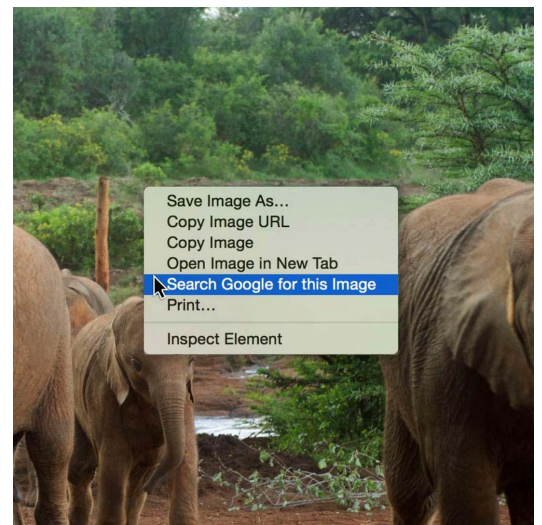 Save Image As…
Copy Image URL
Copy Image
Open Image in New Tab
Search Google for this Image
Print…
Inspect Element